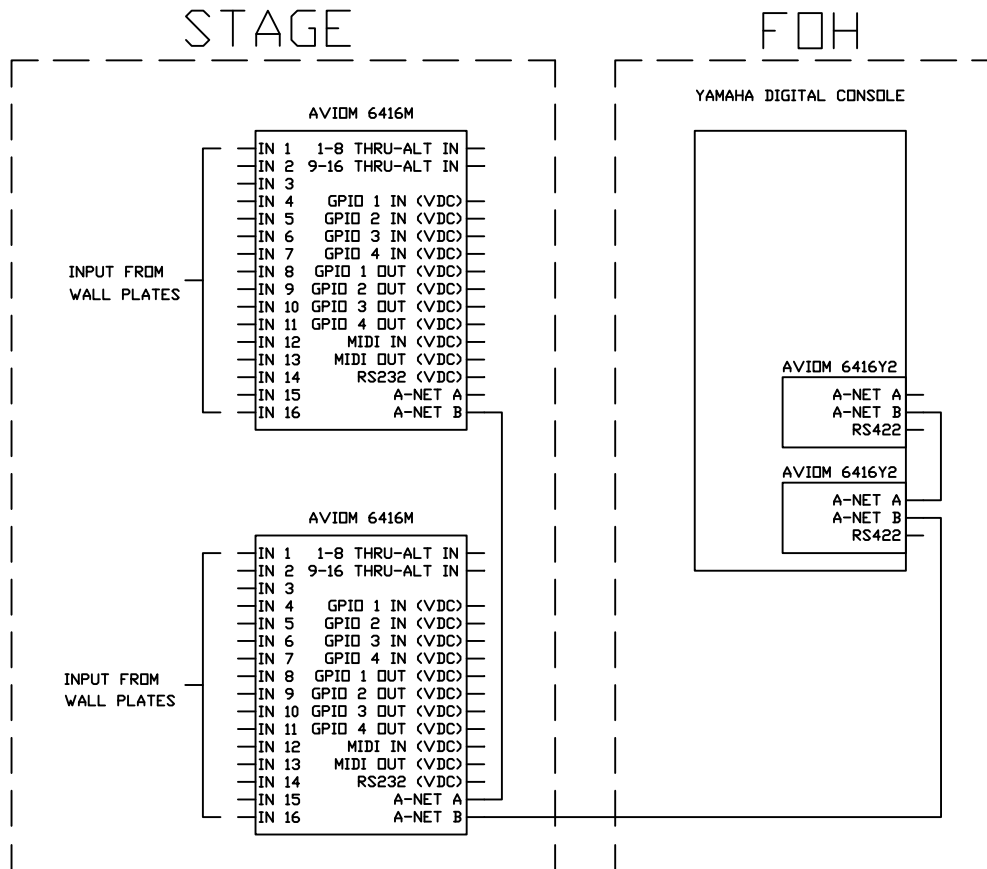 STAGE
FOH
YAMAHA DIGITAL CONSOLE
AVIOM 6416M
IN 1 1-8 THRU-ALT IN
IN 2 9-16 THRU-ALT IN
IN 3
IN 4 GPIO 1 IN (VDC)
IN 5 GPIO 2 IN (VDC)
IN 6 GPIO 3 IN (VDC)
IN 7 GPIO 4 IN (VDC)
IN 8 GPIO 1 OUT (VDC)
IN 9 GPIO 2 OUT (VDC)
IN 10 GPIO 3 OUT (VDC)
IN 11 GPIO 4 OUT (VDC)
IN 12 MIDI IN (VDC)
IN 13 MIDI OUT (VDC)
IN 14 RS232 (VDC)
IN 15 A-NET A
IN 16 A-NET B
INPUT FROM
WALL PLATES
AVIOM 6416Y2
A-NET A
A-NET B
RS422
AVIOM 6416Y2
A-NET A
A-NET B
RS422
AVIOM 6416M
IN 1 1-8 THRU-ALT IN
IN 2 9-16 THRU-ALT IN
IN 3
IN 4 GPIO 1 IN (VDC)
IN 5 GPIO 2 IN (VDC)
IN 6 GPIO 3 IN (VDC)
IN 7 GPIO 4 IN (VDC)
IN 8 GPIO 1 OUT (VDC)
IN 9 GPIO 2 OUT (VDC)
IN 10 GPIO 3 OUT (VDC)
IN 11 GPIO 4 OUT (VDC)
IN 12 MIDI IN (VDC)
IN 13 MIDI OUT (VDC)
IN 14 RS232 (VDC)
IN 15 A-NET A
IN 16 A-NET B
INPUT FROM
WALL PLATES